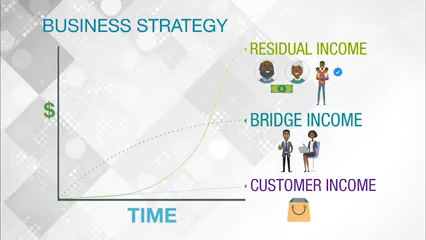 BUSINESS STRATEGY
RESIDUAL INCOME
$
$
BRIDGE INCOME
CUSTOMER INCOME
TIME